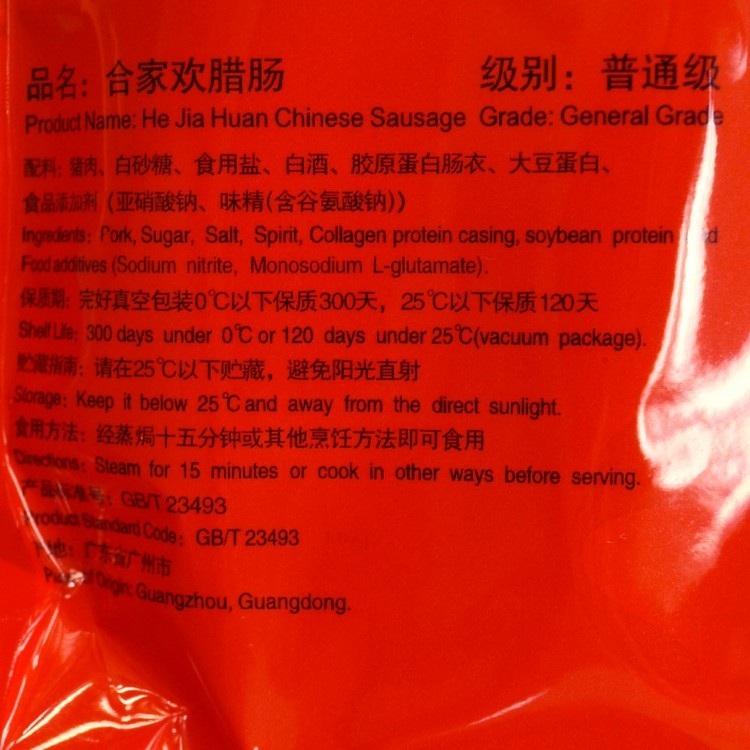 品名：合家欢腊肠 级别：普通级
Product Name: He Jia Huan Chinese Sausage Grade: General Grade
配料：猪肉、白砂糖、食用盐、白酒、胶原蛋白肠衣、大豆蛋白、
食品添加剂（亚硝酸钠、味精(含谷氨酸钠)）
Ingredients: Pork, Sugar, Salt, Spirit, Collagen protein casing, soybean protein
Food additives (Sodium nitrite, Monosodium L-glutamate).
保质期：完好真空包装0℃以下保质300天，25℃以下保质120天
Shelf Life: 300 days under 0℃ or 120 days under 25℃(vacuum package).
贮藏指南：请在25℃以下贮藏，避免阳光直射
Storage: Keep it below 25℃ and away from the direct sunlight.
食用方法：经蒸焗十五分钟或其他烹饪方法即可食用
Directions: Steam for 15 minutes or cook in other ways before serving.
产品标准号：GB/T 23493
Product Standard Code: GB/T 23493
广东省广州市
Origin: Guangzhou, Guangdong.